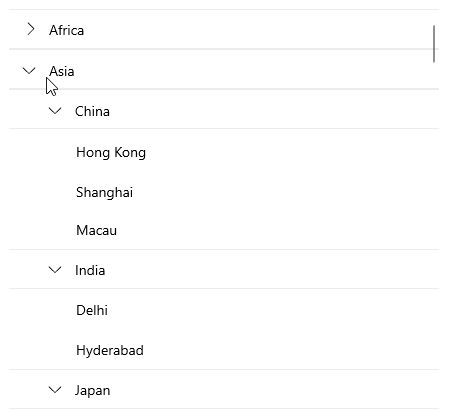 Africa
Asia
China
Hong Kong
Shanghai
Macau
India
Delhi
Hyderabad
Japan